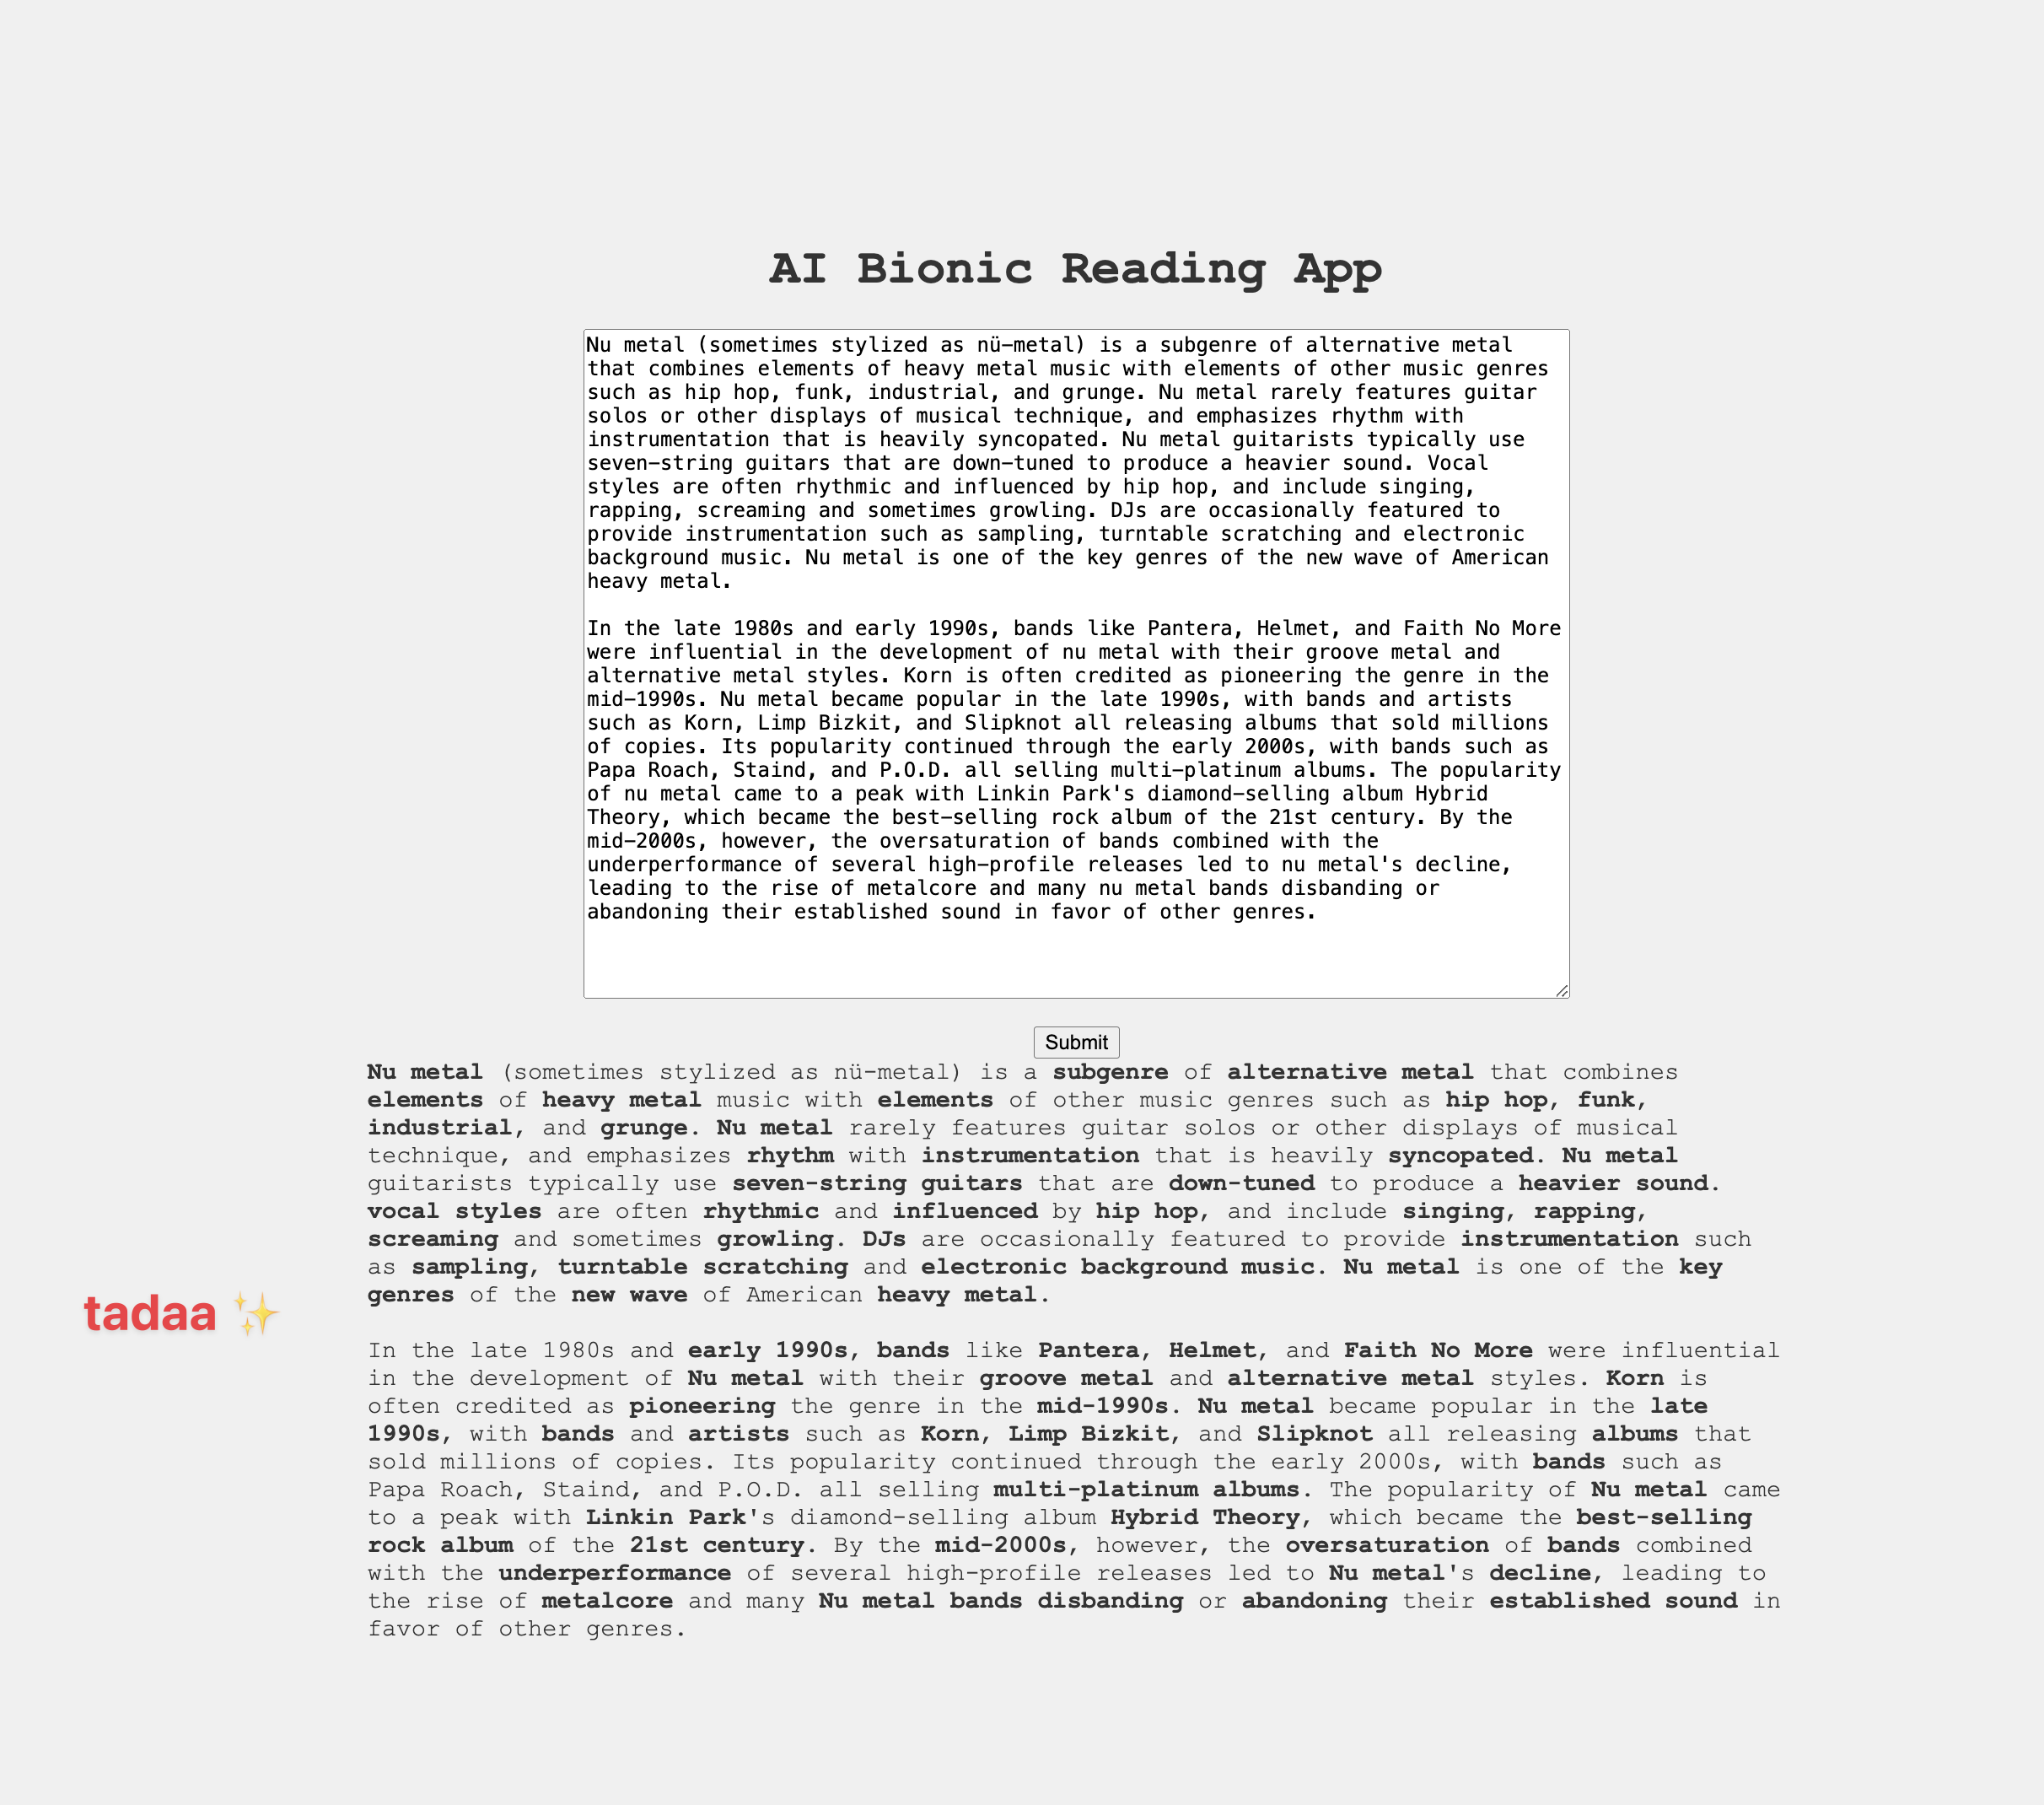 AI Bionic Reading App
Nu metal (sometimes stylized as nü-metal) is a subgenre of alternative metal
that combines elements of heavy metal music with elements of other music genres
such as hip hop, funk, industrial, and grunge. Nu metal rarely features guitar
solos or other displays of musical technique, and emphasizes rhythm with
instrumentation that is heavily syncopated. Nu metal guitarists typically use
seven-string guitars that are down-tuned to produce a heavier sound. Vocal
styles are often rhythmic and influenced by hip hop, and include singing,
rapping, screaming and sometimes growling. DJs are occasionally featured to
provide instrumentation such as sampling, turntable scratching and electronic
background music. Nu metal is one of the key genres of the new wave of American
heavy metal.
In the late 1980s and early 1990s, bands like Pantera, Helmet, and Faith No More
were influential in the development of nu metal with their groove metal and
alternative metal styles. Korn is often credited as pioneering the genre in the
mid-1990s. Nu metal became popular in the late 1990s, with bands and artists
such as Korn, Limp Bizkit, and Slipknot all releasing albums that sold millions
of copies. Its popularity continued through the early 2000s, with bands such as
Papa Roach, Staind, and P.O.D. all selling multi-platinum albums. The popularity
of nu metal came to a peak with Linkin Park's diamond-selling album Hybrid
Theory, which became the best-selling rock album of the 21st century. By the
mid-2000s, however, the oversaturation of bands combined with the
underperformance of several high-profile releases led to nu metal's decline,
leading to the rise of metalcore and many nu metal bands disbanding or
abandoning their established sound in favor of other genres.
Submit
Nu metal (sometimes stylized as nü-metal) is a subgenre of alternative metal that combines
elements of heavy metal music with elements of other music genres such as hip hop, funk,
industrial, and grunge. Nu metal rarely features guitar solos or other displays of musical
technique, and emphasizes rhythm with instrumentation that is heavily syncopated. Nu metal
guitarists typically use seven-string guitars that are down-tuned to produce a heavier sound.
vocal styles are often rhythmic and influenced by hip hop, and include singing, rapping,
screaming and sometimes growling. DJs are occasionally featured to provide instrumentation such
as sampling, turntable scratching and electronic background music. Nu metal is one of the key
genres of the new wave of American heavy metal.
tadaa ✨
In the late 1980s and early 1990s, bands like Pantera, Helmet, and Faith No More were influential
in the development of Nu metal with their groove metal and alternative metal styles. Korn is
often credited as pioneering the genre in the mid-1990s. Nu metal became popular in the late
1990s, with bands and artists such as Korn, Limp Bizkit, and Slipknot all releasing albums that
sold millions of copies. Its popularity continued through the early 2000s, with bands such as
Papa Roach, Staind, and P.O.D. all selling multi-platinum albums. The popularity of Nu metal came
to a peak with Linkin Park's diamond-selling album Hybrid Theory, which became the best-selling
rock album of the 21st century. By the mid-2000s, however, the oversaturation of bands combined
with the underperformance of several high-profile releases led to Nu metal's decline, leading to
the rise of metalcore and many Nu metal bands disbanding or abandoning their established sound in
favor of other genres.